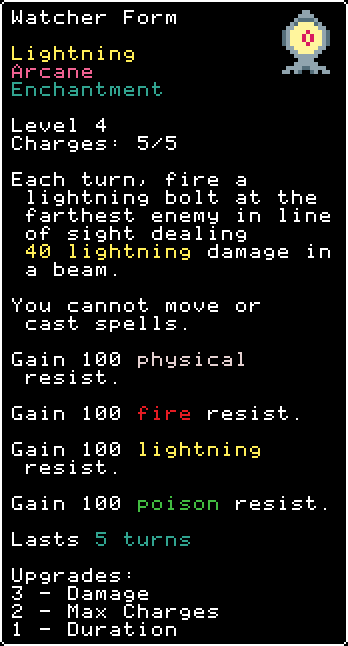 Watcher Form
Lightning
Arcane
Enchantment
Level 4
Charges: 5/5
Each turn, fire a
lightning bolt at the
farthest enemy in line
of sight dealing
40 lightning damage in
a beam.
You cannot move or
cast spells.
Gain 100 physical
resist.
Gain 100 fire resist.
Gain 100 lightning
resist.
Gain 100 poison resist.
Lasts 5 turns
Upgrades:
3 - Damage
2 - Max Charges
1 - Duration